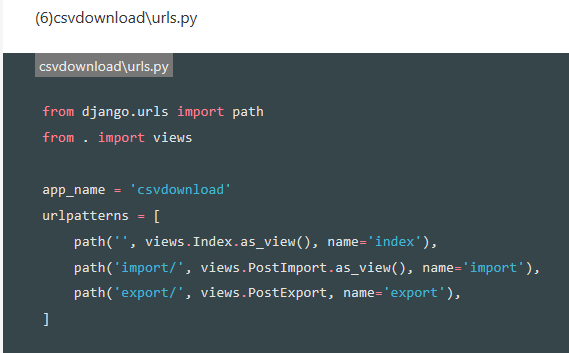 (6)csvdownload\urls.py
csvdownload\urls.py
from django.urls import path
from . import views
app_name = 'csvdownload'
urlpatterns = [
    path('', views.Index.as_view(), name='index'),
    path('import/', views.PostImport.as_view(), name='import'),
    path('export/', views.PostExport, name='export'),
]